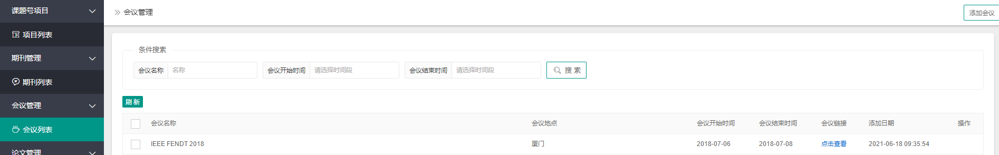 课题号项目
项目列表
期刊管理
期刊列表
会议管理
会议列表
论文管理
会议管理
添加会议
条件搜索
会议名称 名称 会议开始时间 请选择时间段 会议结束时间 请选择时间段 搜 索
刷 新
会议名称 会议地点 会议开始时间 会议结束时间 会议链接 添加日期 操作
IEEE FENDT 2018 厦门 2018-07-06 2018-07-08 点击查看 2021-06-18 09:35:54